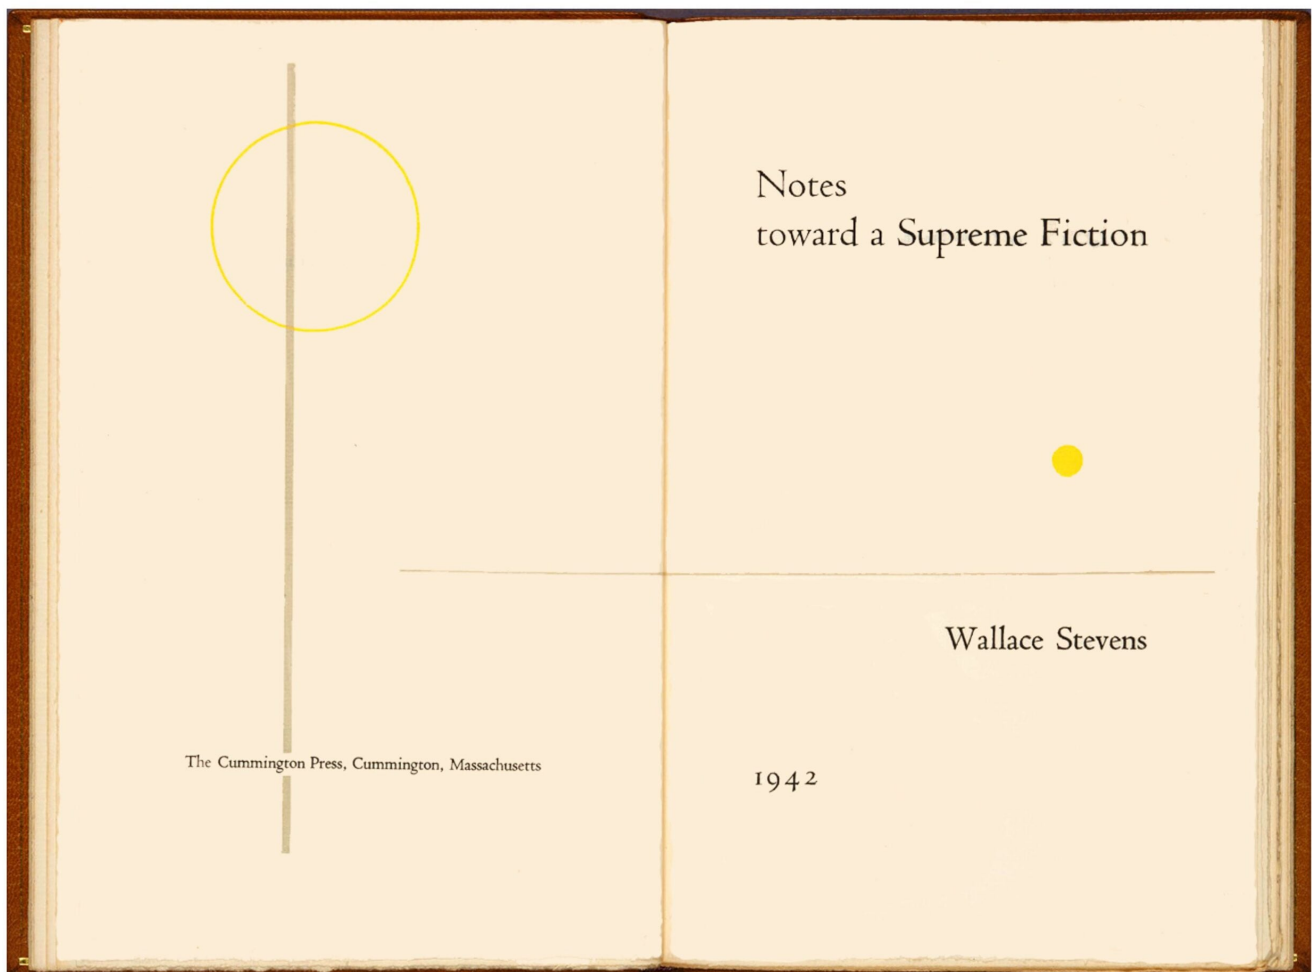 The Cummington Press, Cummington, Massachusetts
Notes
toward a Supreme Fiction
Wallace Stevens
1942